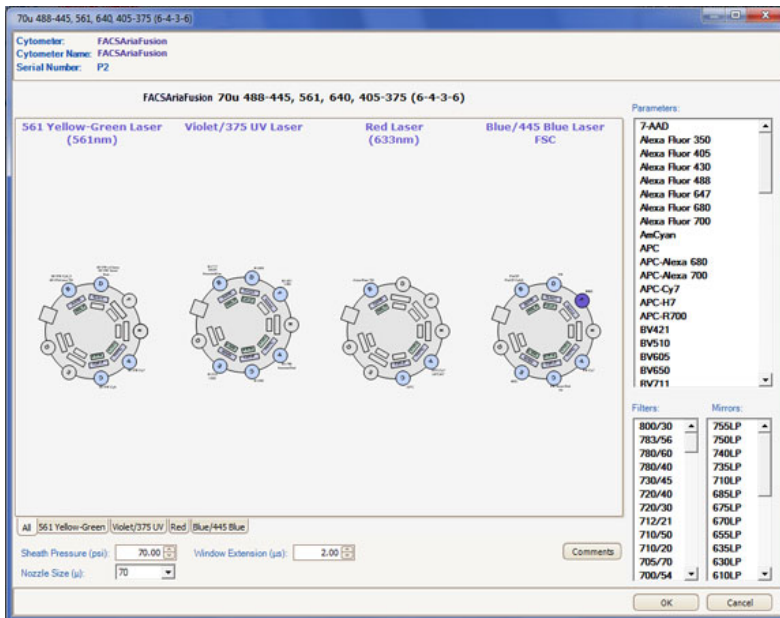 70u 488-445, 561, 640, 405-375 (6-4-3-6)
Cytometer: FACSAriaFusion
Cytometer Name: FACSAriaFusion
Serial Number: P2
FACSAriaFusion 70u 488-445, 561, 640, 405-375 (6-4-3-6)
561 Yellow-Green Laser
(561nm)
Violet/375 UV Laser
Red Laser
(633nm)
Blue/445 Blue Laser
FSC
All 561 Yellow-Green Violet/375 UV Red Blue/445 Blue
Sheath Pressure (psi): 70.00 Window Extension (µs): 2.00 Comments
Nozzle Size (µ): 70
Parameters:
7-AAD
Alexa Fluor 350
Alexa Fluor 405
Alexa Fluor 430
Alexa Fluor 488
Alexa Fluor 647
Alexa Fluor 680
Alexa Fluor 700
AmCyan
APC
APC-Alexa 680
APC-Alexa 700
APC-Cy7
APC-H7
APC-R700
BV421
BV510
BV605
BV650
BV711
Filters:
800/30
783/56
780/60
780/40
730/45
720/40
720/30
712/21
710/50
710/20
705/70
700/54
Mirrors:
755LP
750LP
740LP
735LP
710LP
685LP
675LP
670LP
655LP
635LP
630LP
610LP
OK Cancel